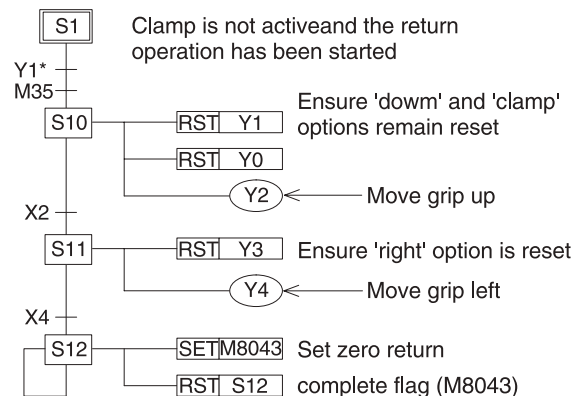 S1
Clamp is not activeand the return
operation has been started
Y1*
M35
S10
RST Y1
Ensure 'dowm' and 'clamp'
options remain reset
RST Y0
Y2
Move grip up
X2
S11
RST Y3
Ensure 'right' option is reset
Y4
Move grip left
X4
S12
SET M8043
Set zero return
RST S12
complete flag (M8043)